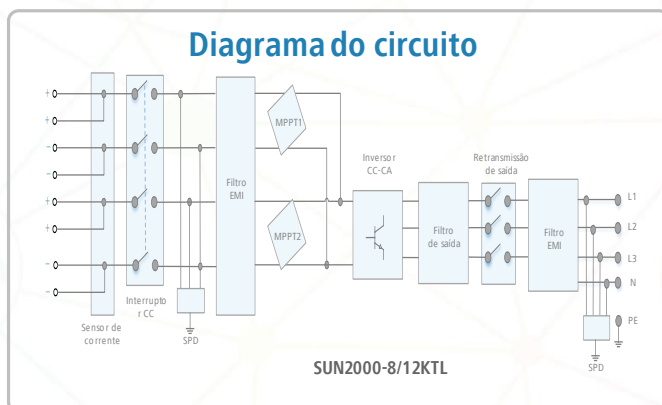 Diagrama do circuito
+
+
−
−
+
+
−
−
Sensor de
corrente
Interrupto
r CC
SPD
Filtro
EMI
MPPT1
MPPT2
Inversor
CC-CA
Filtro
de saída
Retransmissão
de saída
Filtro
EMI
L1
L2
L3
N
PE
SPD
SUN2000-8/12KTL